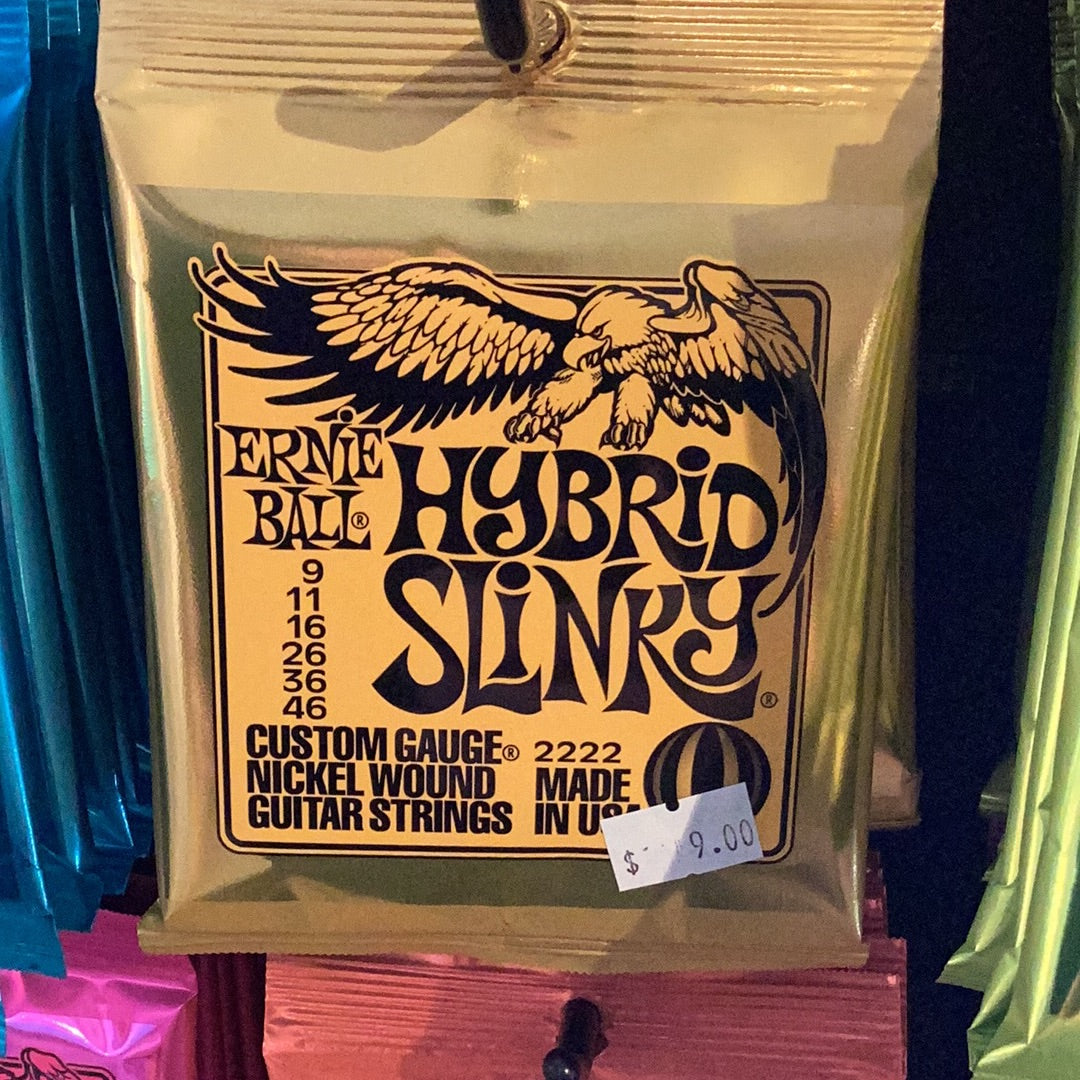 ERNiE
BALL®
HYBRiD
SLiNKY®
9
11
16
26
36
46
CUSTOM GAUGE®
NICKEL WOUND
GUITAR STRINGS
2222
MADE
IN USA
$ 9.00